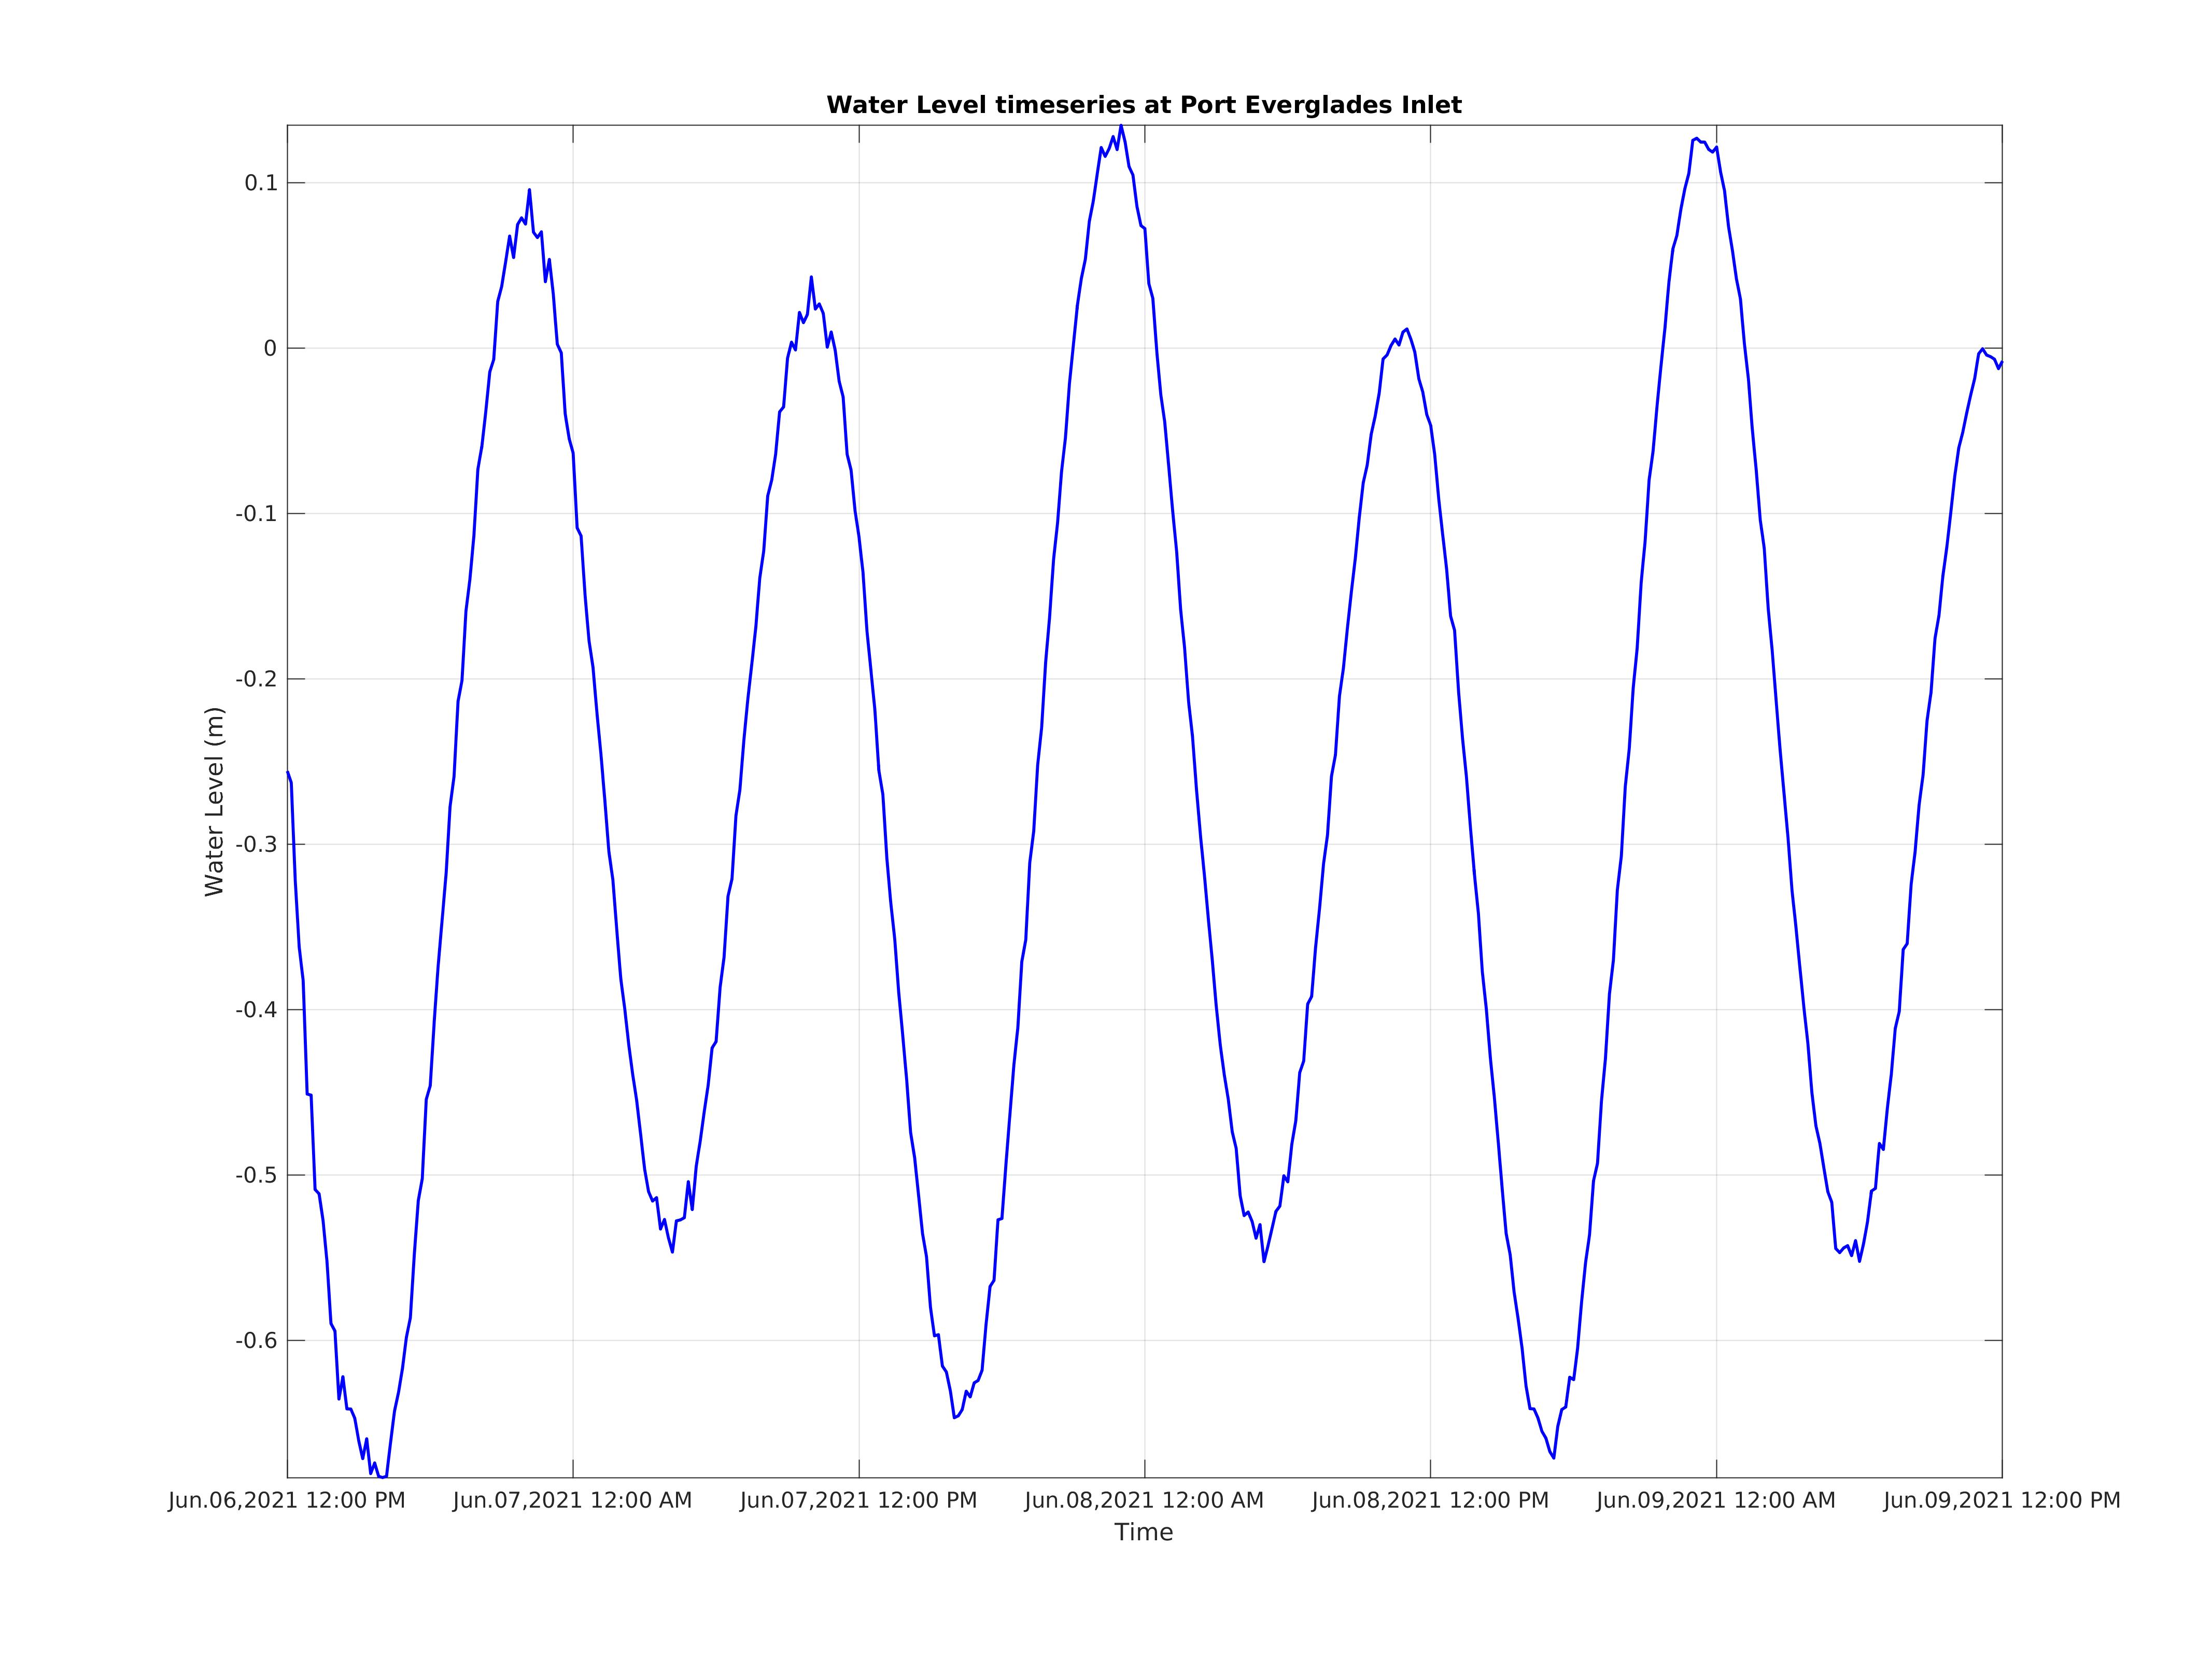 Water Level timeseries at Port Everglades Inlet
0.1
0
-0.1
-0.2
-0.3
-0.4
-0.5
-0.6
Water Level (m)
Jun.06,2021 12:00 PM
Jun.07,2021 12:00 AM
Jun.07,2021 12:00 PM
Jun.08,2021 12:00 AM
Jun.08,2021 12:00 PM
Jun.09,2021 12:00 AM
Jun.09,2021 12:00 PM
Time